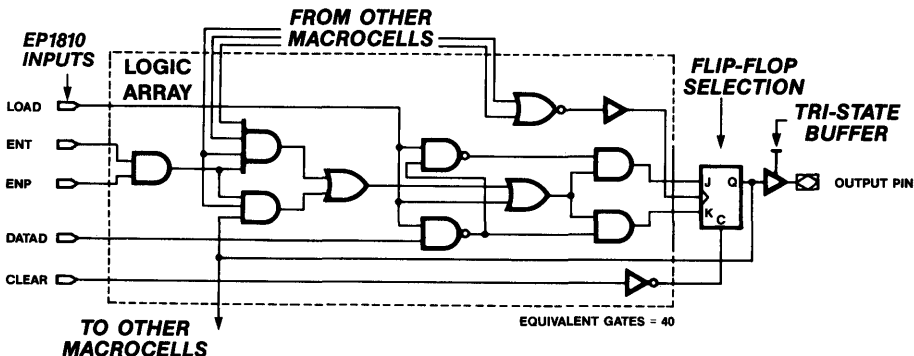 FROM OTHER
MACROCELLS
EP1810
INPUTS
LOGIC
ARRAY
FLIP-FLOP
SELECTION
TRI-STATE
BUFFER
LOAD
ENT
ENP
DATAD
CLEAR
J Q
K
C
OUTPUT PIN
EQUIVALENT GATES = 40
TO OTHER
MACROCELLS